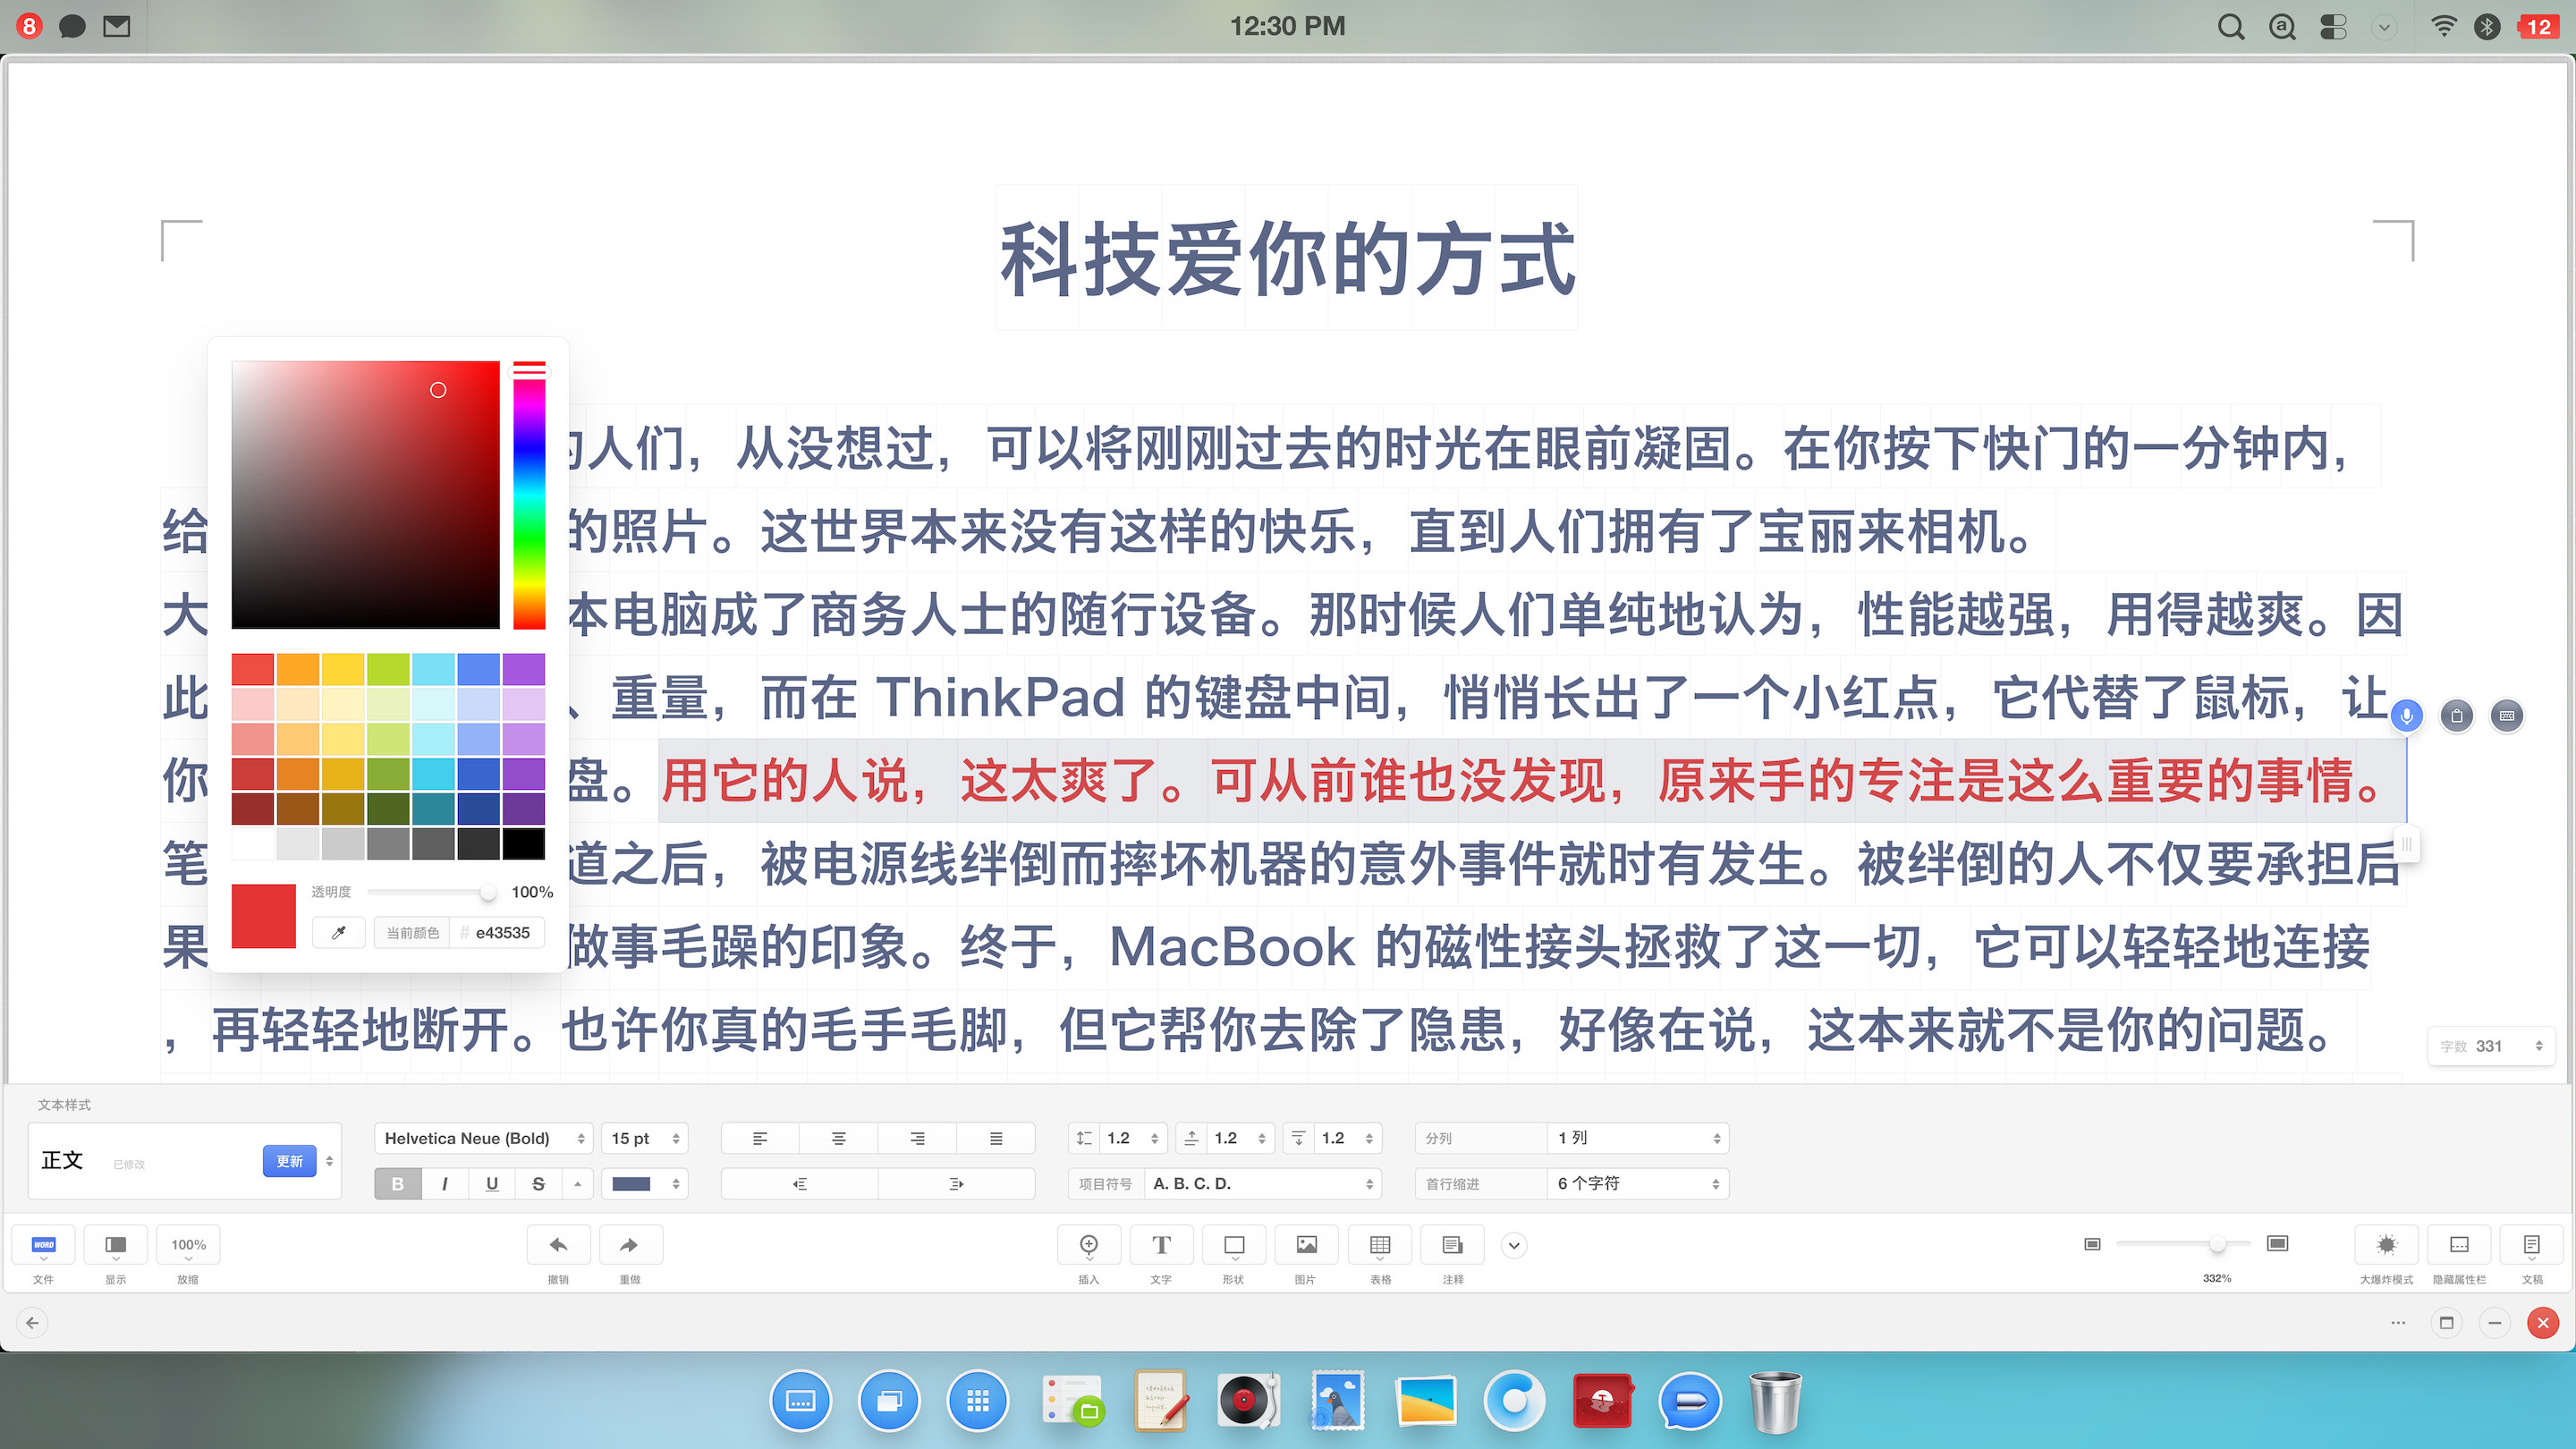 8
12:30 PM
12
科技爱你的方式
人们，从没想过，可以将刚刚过去的时光在眼前凝固。在你按下快门的一分钟内，
给 的照片。这世界本来没有这样的快乐，直到人们拥有了宝丽来相机。
大 本电脑成了商务人士的随行设备。那时候人们单纯地认为，性能越强，用得越爽。因
此 、重量，而在 ThinkPad 的键盘中间，悄悄长出了一个小红点，它代替了鼠标，让
你 盘。用它的人说，这太爽了。可从前谁也没发现，原来手的专注是这么重要的事情。
笔 道之后，被电源线绊倒而摔坏机器的意外事件就时有发生。被绊倒的人不仅要承担后
果 做事毛躁的印象。终于，MacBook 的磁性接头拯救了这一切，它可以轻轻地连接
，再轻轻地断开。也许你真的毛手毛脚，但它帮你去除了隐患，好像在说，这本来就不是你的问题。
透明度 100%
当前颜色 # e43535
字数 331
文本样式
正文 已修改 更新
Helvetica Neue (Bold) 15 pt 1.2 1.2 1.2 分列 1 列
B I U S 项目符号 A. B. C. D. 首行缩进 6 个字符
WORD 100% T
文件 显示 放缩 撤销 重做 插入 文字 形状 图片 表格 注释 332% 大爆炸模式 隐藏属性栏 文稿